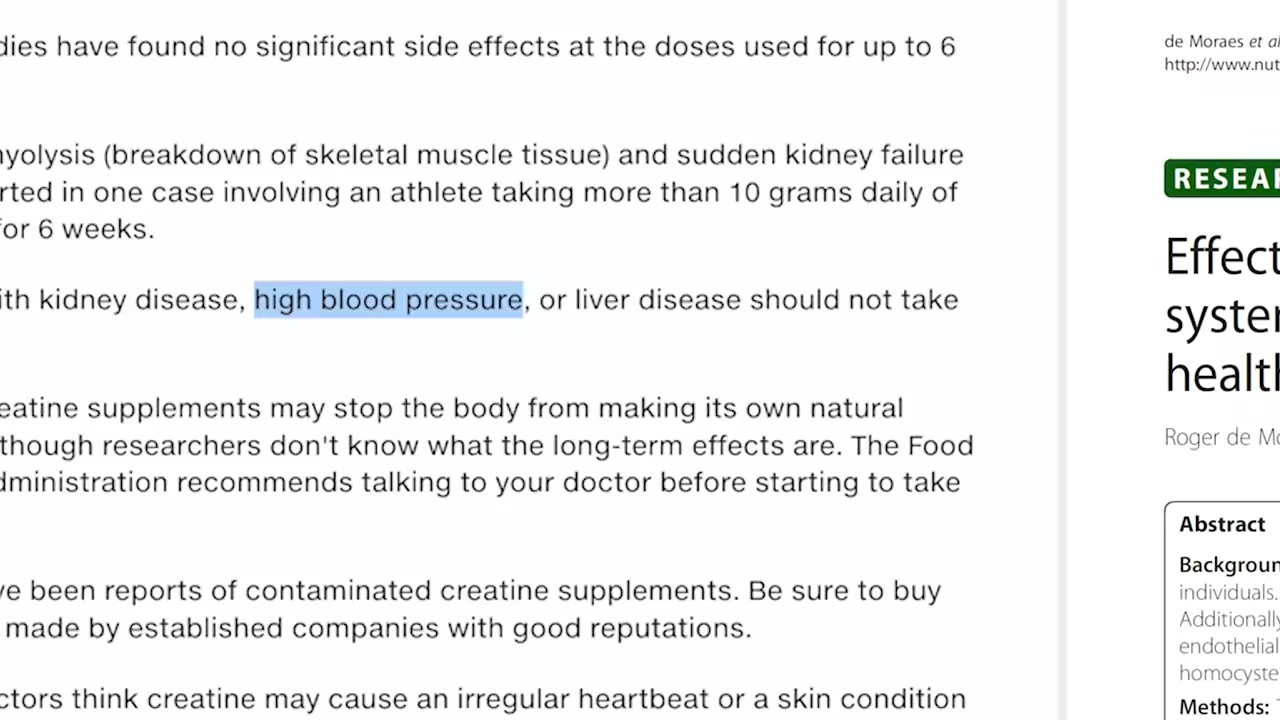 dies have found no significant side effects at the doses used for up to 6
nyolysis (breakdown of skeletal muscle tissue) and sudden kidney failure
rted in one case involving an athlete taking more than 10 grams daily of
for 6 weeks.
ith kidney disease, high blood pressure, or liver disease should not take
eatine supplements may stop the body from making its own natural
though researchers don't know what the long-term effects are. The Food
dministration recommends talking to your doctor before starting to take
ve been reports of contaminated creatine supplements. Be sure to buy
made by established companies with good reputations.
ctors think creatine may cause an irregular heartbeat or a skin condition
de Moraes et al
http://www.nut
RESEAR
Effect
system
health
Roger de Mo
Abstract
Background
individuals.
Additionally
endothelial
homocyste
Methods: